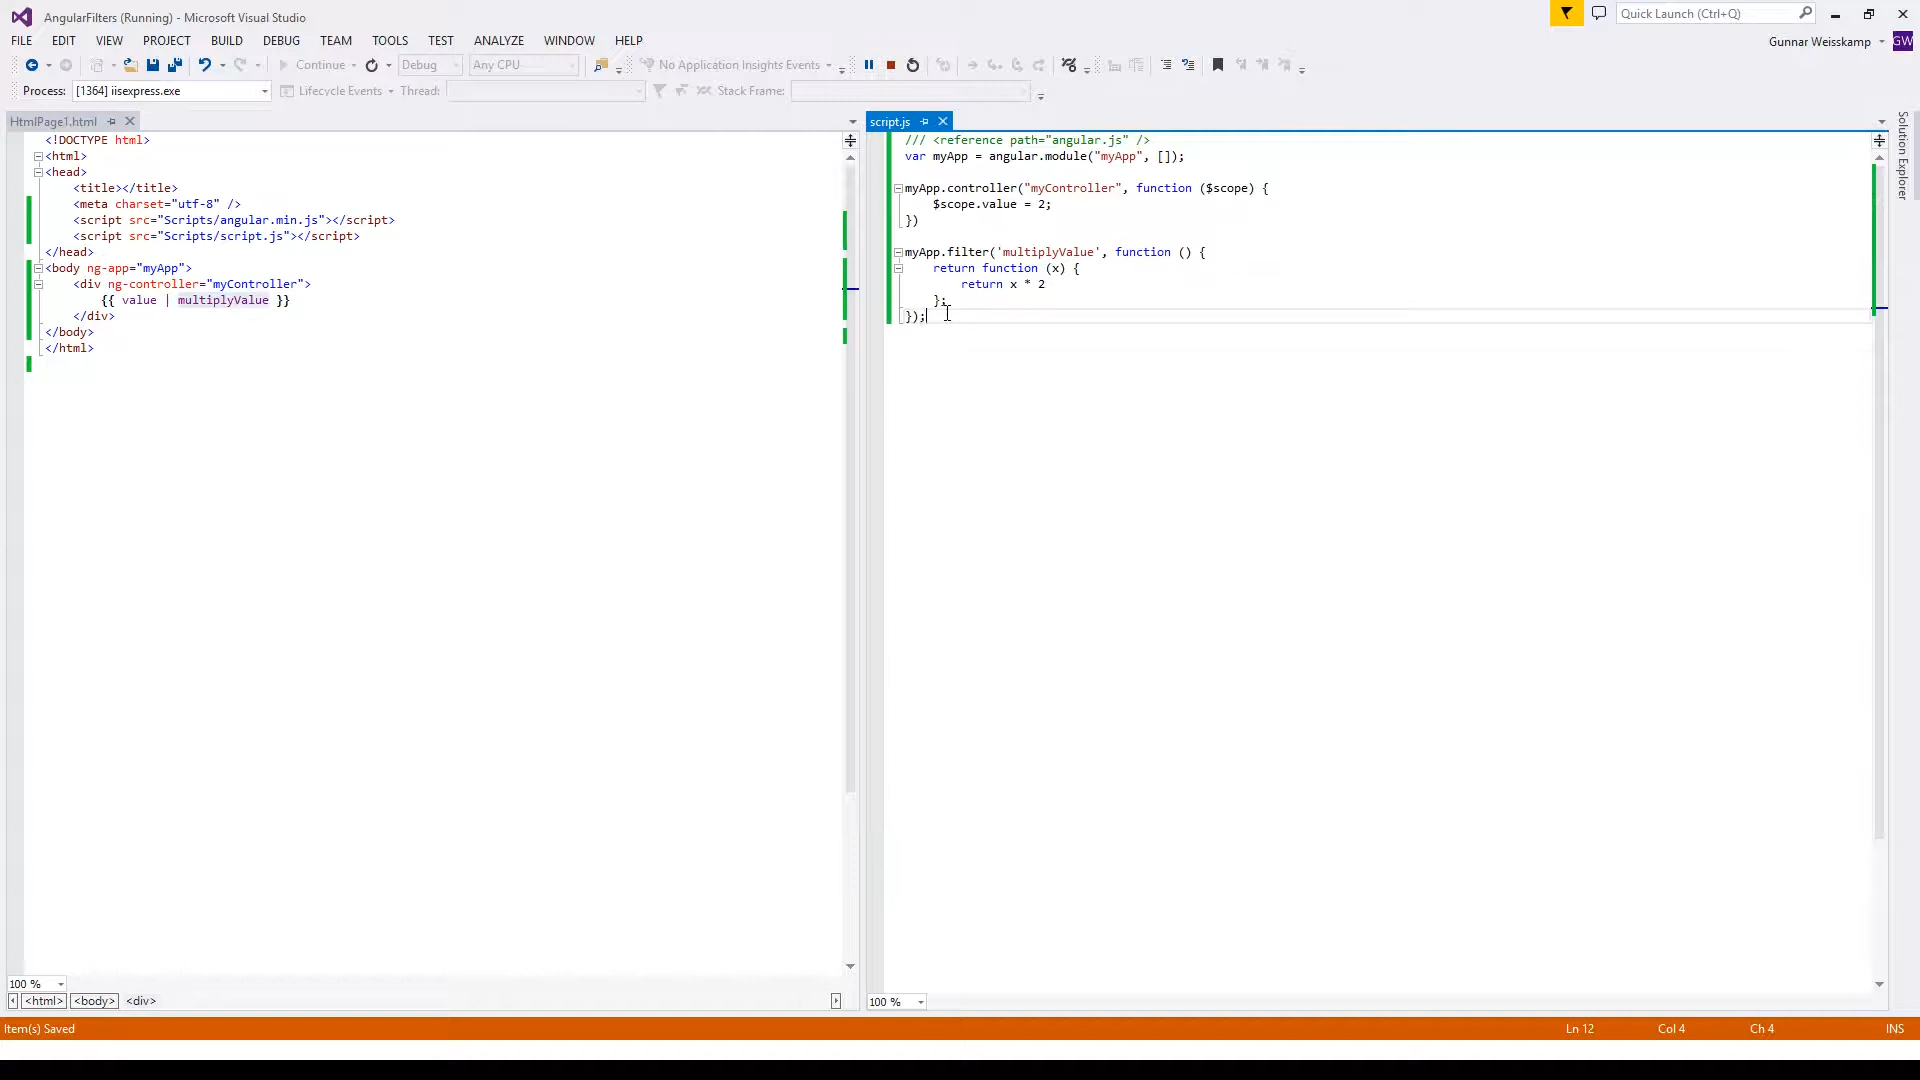 AngularFilters (Running) - Microsoft Visual Studio
Quick Launch (Ctrl+Q)
FILE EDIT VIEW PROJECT BUILD DEBUG TEAM TOOLS TEST ANALYZE WINDOW HELP
Gunnar Weisskamp GW
Continue Debug Any CPU No Application Insights Events
Process: [1364] iisexpress.exe Lifecycle Events Thread: Stack Frame:
HtmlPage1.html
<!DOCTYPE html>
<html>
<head>
<title></title>
<meta charset="utf-8" />
<script src="Scripts/angular.min.js"></script>
<script src="Scripts/script.js"></script>
</head>
<body ng-app="myApp">
<div ng-controller="myController">
{{ value | multiplyValue }}
</div>
</body>
</html>
100 %
<html> <body> <div>
script.js
/// <reference path="angular.js" />
var myApp = angular.module("myApp", []);
myApp.controller("myController", function ($scope) {
$scope.value = 2;
})
myApp.filter('multiplyValue', function () {
return function (x) {
return x * 2
};
});
100 %
Solution Explorer
Item(s) Saved
Ln 12 Col 4 Ch 4 INS